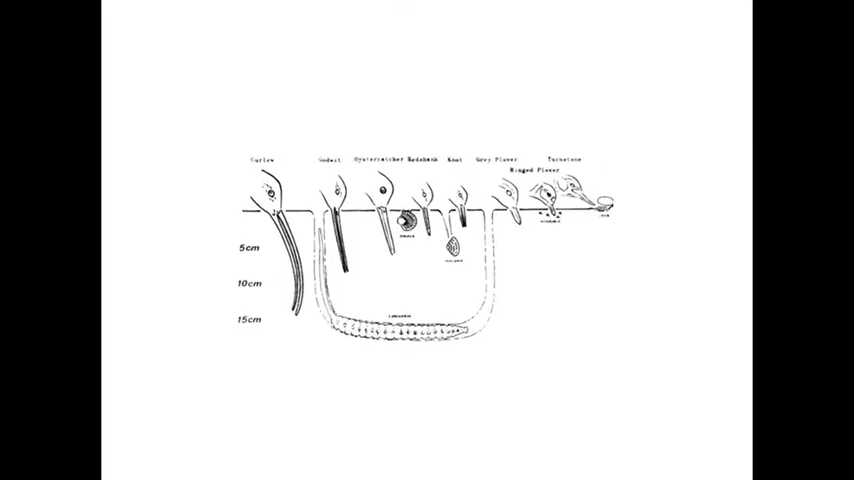 Curlew Godwit Oystercatcher Redshank Knot Grey Plover Turnstone
Ringed Plover
5cm
10cm
15cm